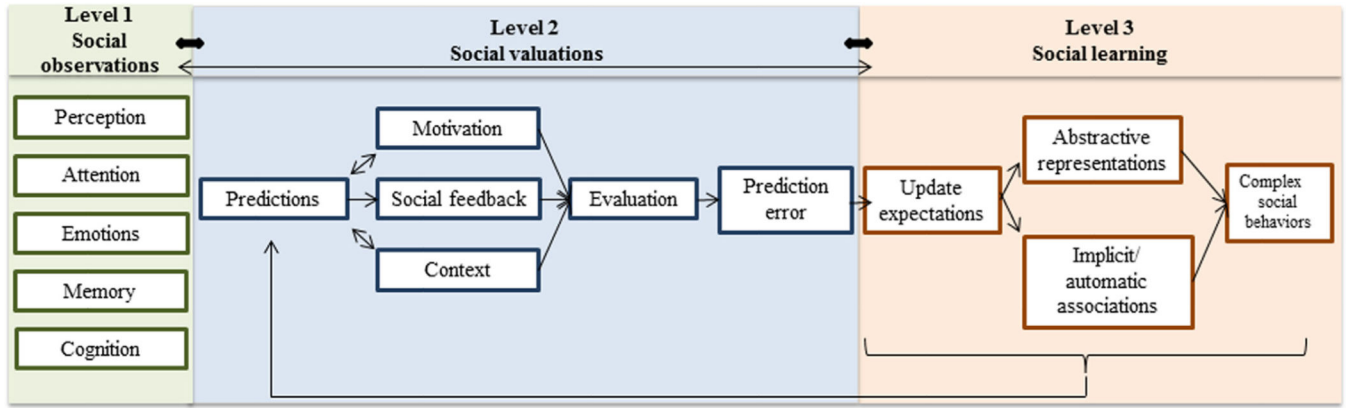 Level 1
Social
observations
Level 2
Social valuations
Level 3
Social learning
Perception
Attention
Emotions
Memory
Cognition
Predictions
Motivation
Social feedback
Context
Evaluation
Prediction
error
Update
expectations
Abstractive
representations
Implicit/
automatic
associations
Complex
social
behaviors